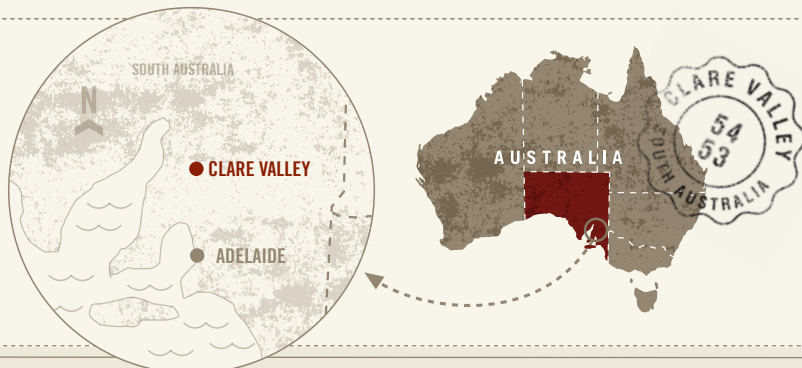 SOUTH AUSTRALIA
N
CLARE VALLEY
ADELAIDE
AUSTRALIA
CLARE VALLEY
54
53
SOUTH AUSTRALIA